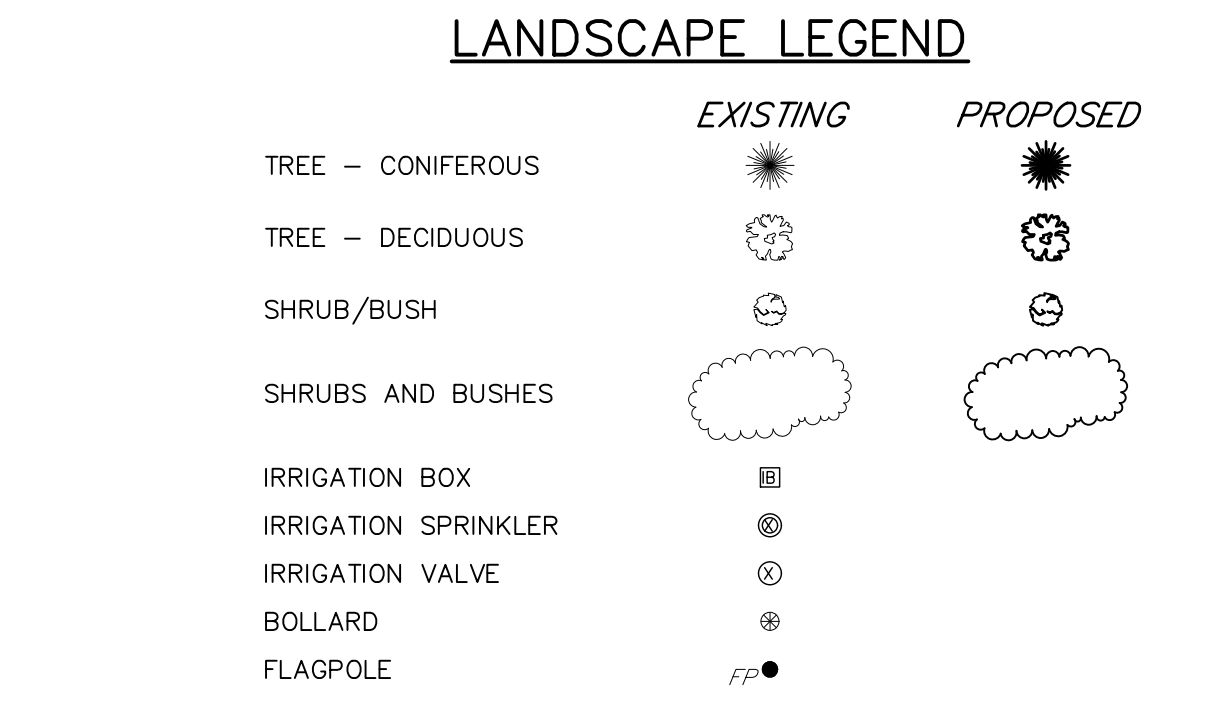 LANDSCAPE LEGEND
EXISTING PROPOSED
TREE – CONIFEROUS
TREE – DECIDUOUS
SHRUB/BUSH
SHRUBS AND BUSHES
IRRIGATION BOX IB
IRRIGATION SPRINKLER X
IRRIGATION VALVE X
BOLLARD
FLAGPOLE FP